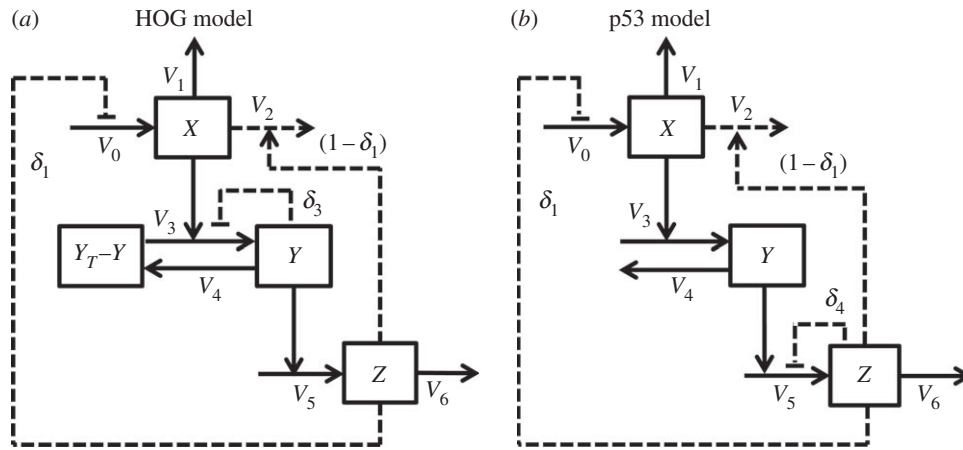 (a) HOG model
V1
X
V2
V0
(1−δ1)
δ1
δ3
V3
YT−Y
Y
V4
Z
V5
V6
(b) p53 model
V1
X
V2
V0
(1−δ1)
δ1
V3
Y
V4
δ4
Z
V5
V6